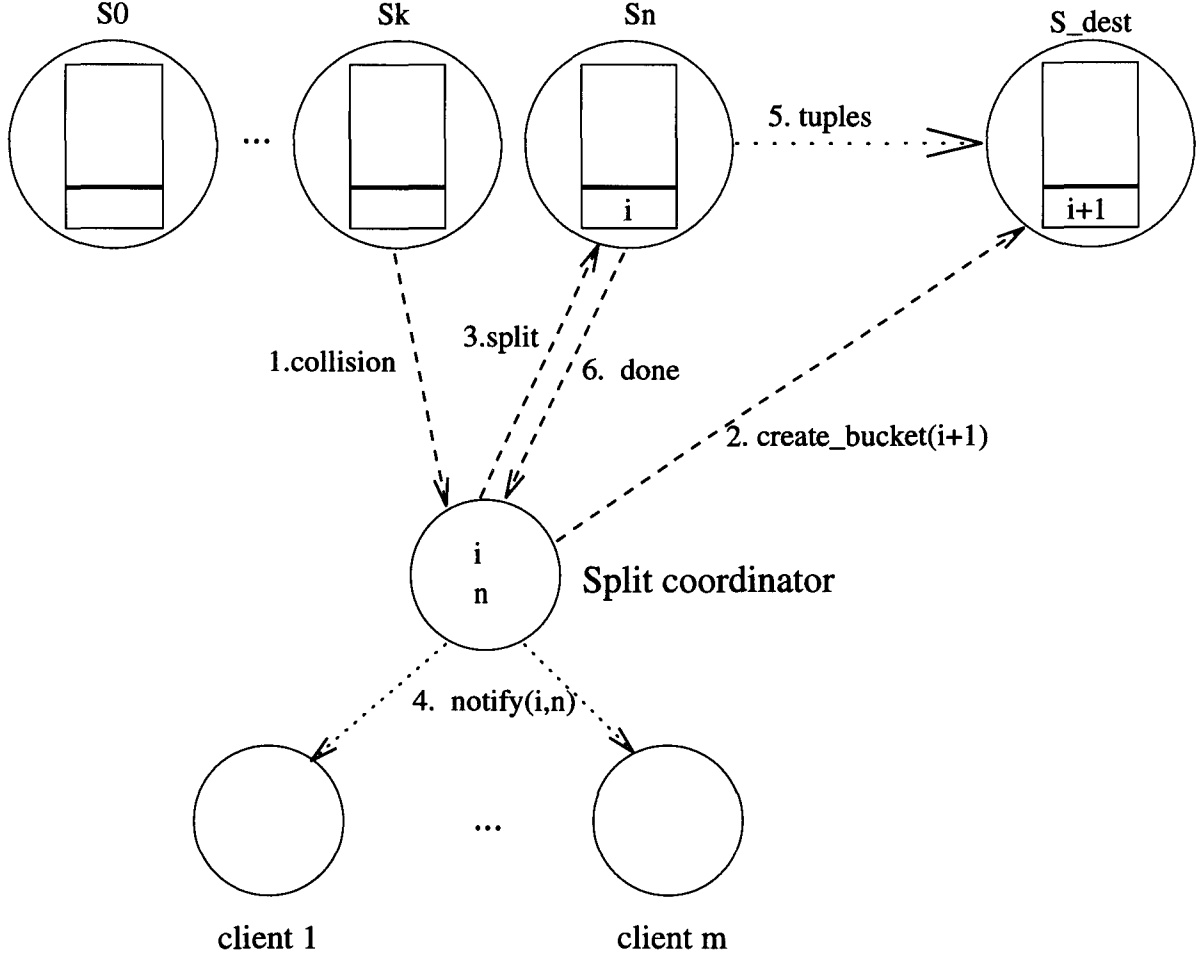 S0
Sk
Sn
S_dest
...
5. tuples
i
i+1
3.split
1.collision
6. done
2. create_bucket(i+1)
i
n
Split coordinator
4. notify(i,n)
...
client 1
client m